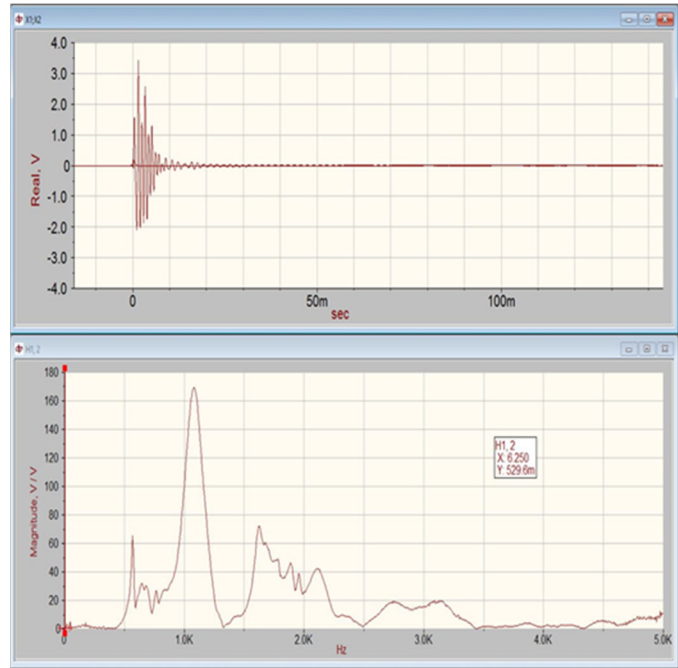 X1;X2
4.0
3.0
2.0
1.0
0
-1.0
-2.0
-3.0
-4.0
Real, V
0 50m 100m
sec
H1, 2
180
160
140
120
100
80
60
40
20
0
Magnitude, V / V
H1, 2
X: 6.250
Y: 529.6m
1.0K 2.0K 3.0K 4.0K 5.0K
Hz